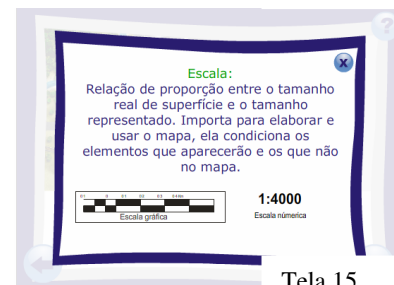 ?
x
Escala:
Relação de proporção entre o tamanho
real de superfície e o tamanho
representado. Importa para elaborar e
usar o mapa, ela condiciona os
elementos que aparecerão e os que não
no mapa.
1:4000
Escala gráfica
Escala númerica
Tela 15